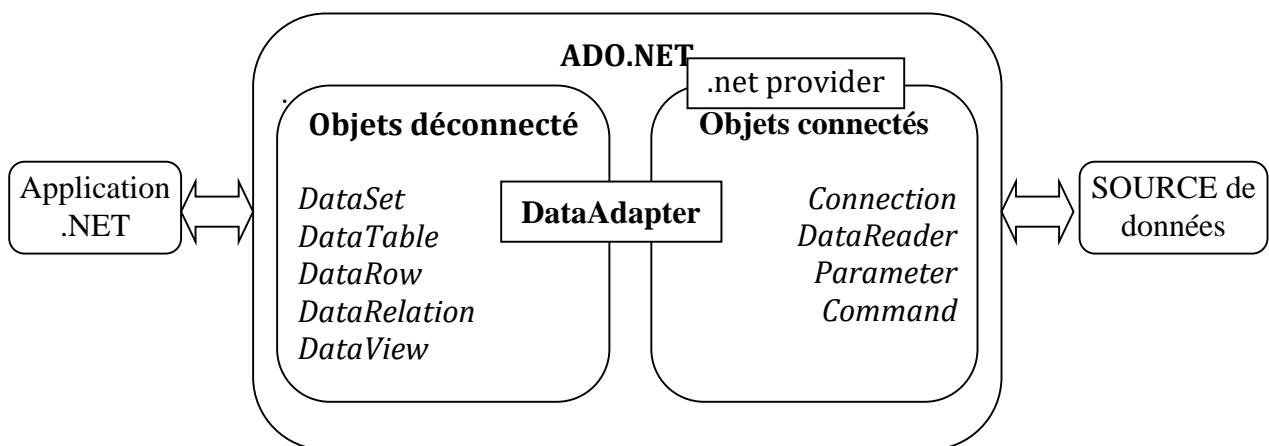 ADO.NET
.net provider
Objets déconnecté
Objets connectés
Application
.NET
DataSet
DataTable
DataRow
DataRelation
DataView
DataAdapter
Connection
DataReader
Parameter
Command
SOURCE de
données